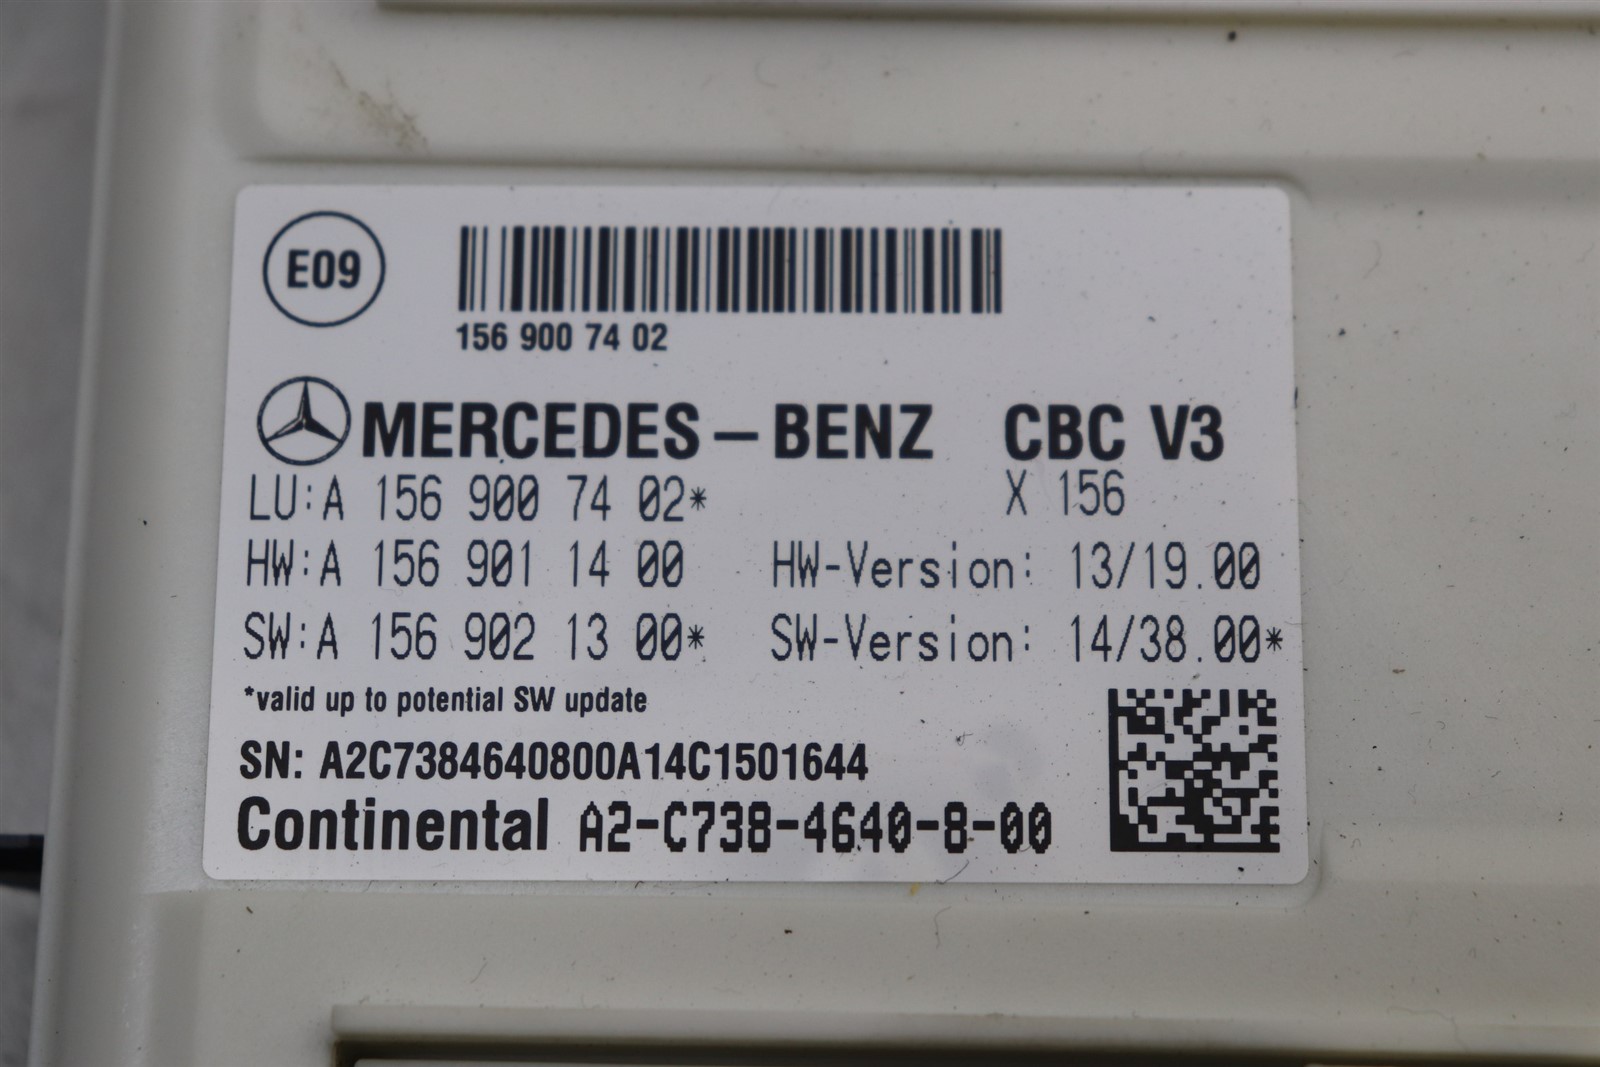 E09
156 900 74 02
MERCEDES-BENZ CBC V3
LU:A 156 900 74 02* X 156
HW:A 156 901 14 00 HW-Version: 13/19.00
SW:A 156 902 13 00* SW-Version: 14/38.00*
*valid up to potential SW update
SN: A2C7384640800A14C1501644
Continental A2-C738-4640-8-00